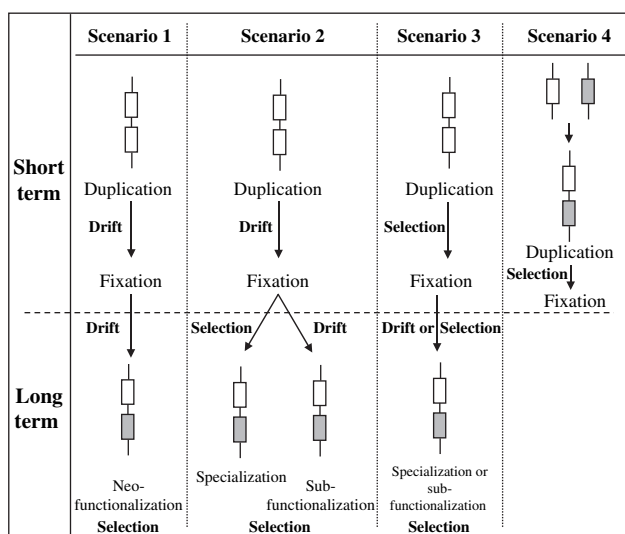 Scenario 1
Scenario 2
Scenario 3
Scenario 4
Short
term
Duplication
Drift
Fixation
Duplication
Drift
Fixation
Duplication
Selection
Fixation
Duplication
Selection
Fixation
Long
term
Drift
Neo-
functionalization
Selection
Selection
Drift
Specialization
Sub-
functionalization
Selection
Drift or Selection
Specialization or
sub-
functionalization
Selection